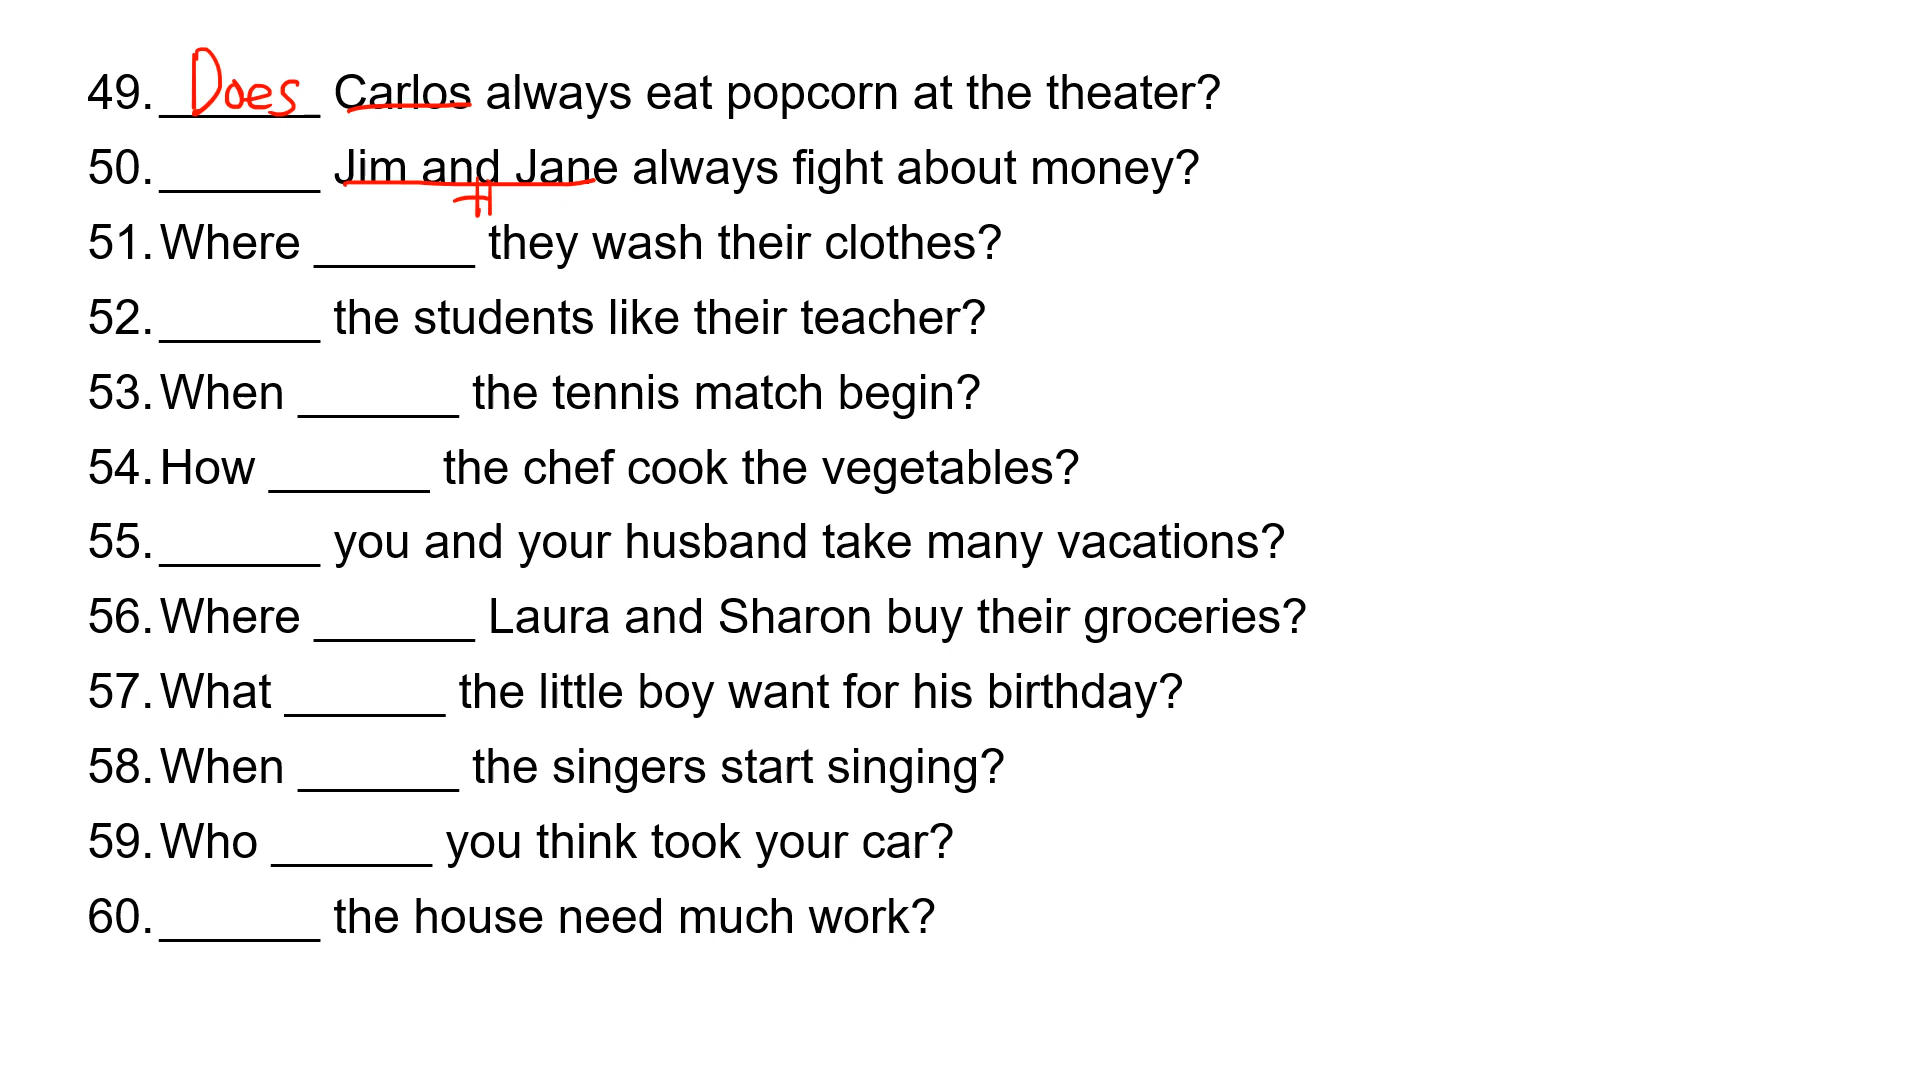 49. Does Carlos always eat popcorn at the theater?
50. ______ Jim and Jane always fight about money?
51. Where ______ they wash their clothes?
52. ______ the students like their teacher?
53. When ______ the tennis match begin?
54. How ______ the chef cook the vegetables?
55. ______ you and your husband take many vacations?
56. Where ______ Laura and Sharon buy their groceries?
57. What ______ the little boy want for his birthday?
58. When ______ the singers start singing?
59. Who ______ you think took your car?
60. ______ the house need much work?